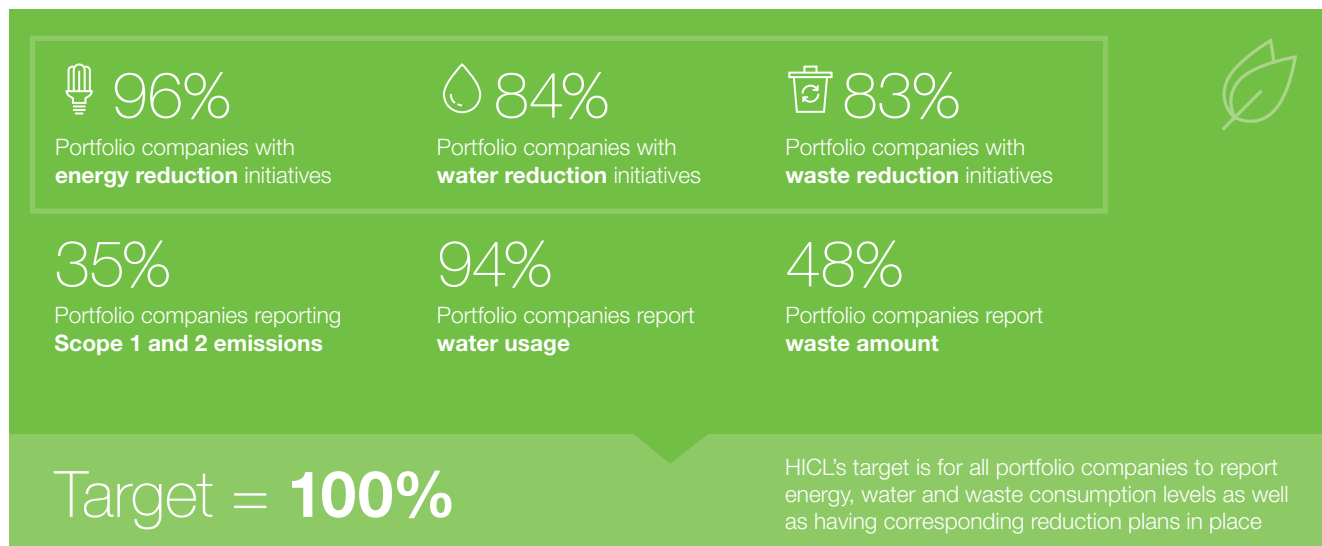 96%
Portfolio companies with
energy reduction initiatives
84%
Portfolio companies with
water reduction initiatives
83%
Portfolio companies with
waste reduction initiatives
35%
Portfolio companies reporting
Scope 1 and 2 emissions
94%
Portfolio companies report
water usage
48%
Portfolio companies report
waste amount
Target = 100%
HICL's target is for all portfolio companies to report
energy, water and waste consumption levels as well
as having corresponding reduction plans in place